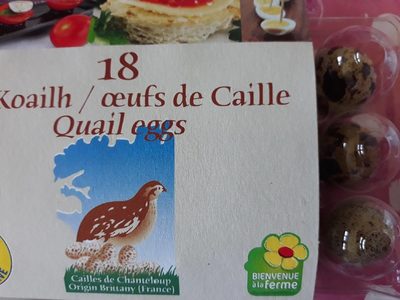 18
Koailh / œufs de Caille
Quail eggs
Cailles de Chanteloup
Origin Brittany (France)
BIENVENUE
à la ferme